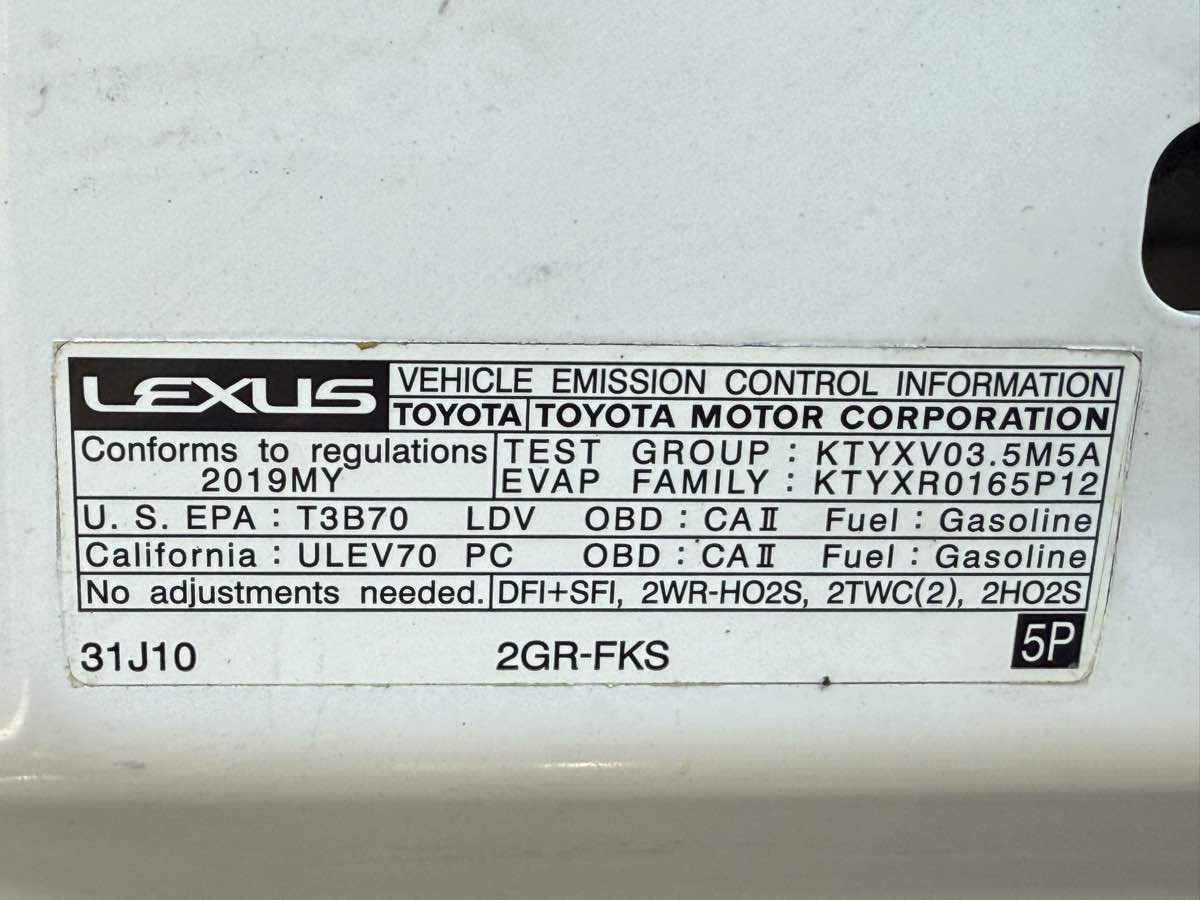 LEXUS VEHICLE EMISSION CONTROL INFORMATION
TOYOTA TOYOTA MOTOR CORPORATION
Conforms to regulations TEST GROUP : KTYXV03.5M5A
2019MY EVAP FAMILY : KTYXR0165P12
U. S. EPA : T3B70 LDV OBD : CAⅡ Fuel : Gasoline
California : ULEV70 PC OBD : CAⅡ Fuel : Gasoline
No adjustments needed. DFI+SFI, 2WR-HO2S, 2TWC(2), 2HO2S
31J10 2GR-FKS 5P